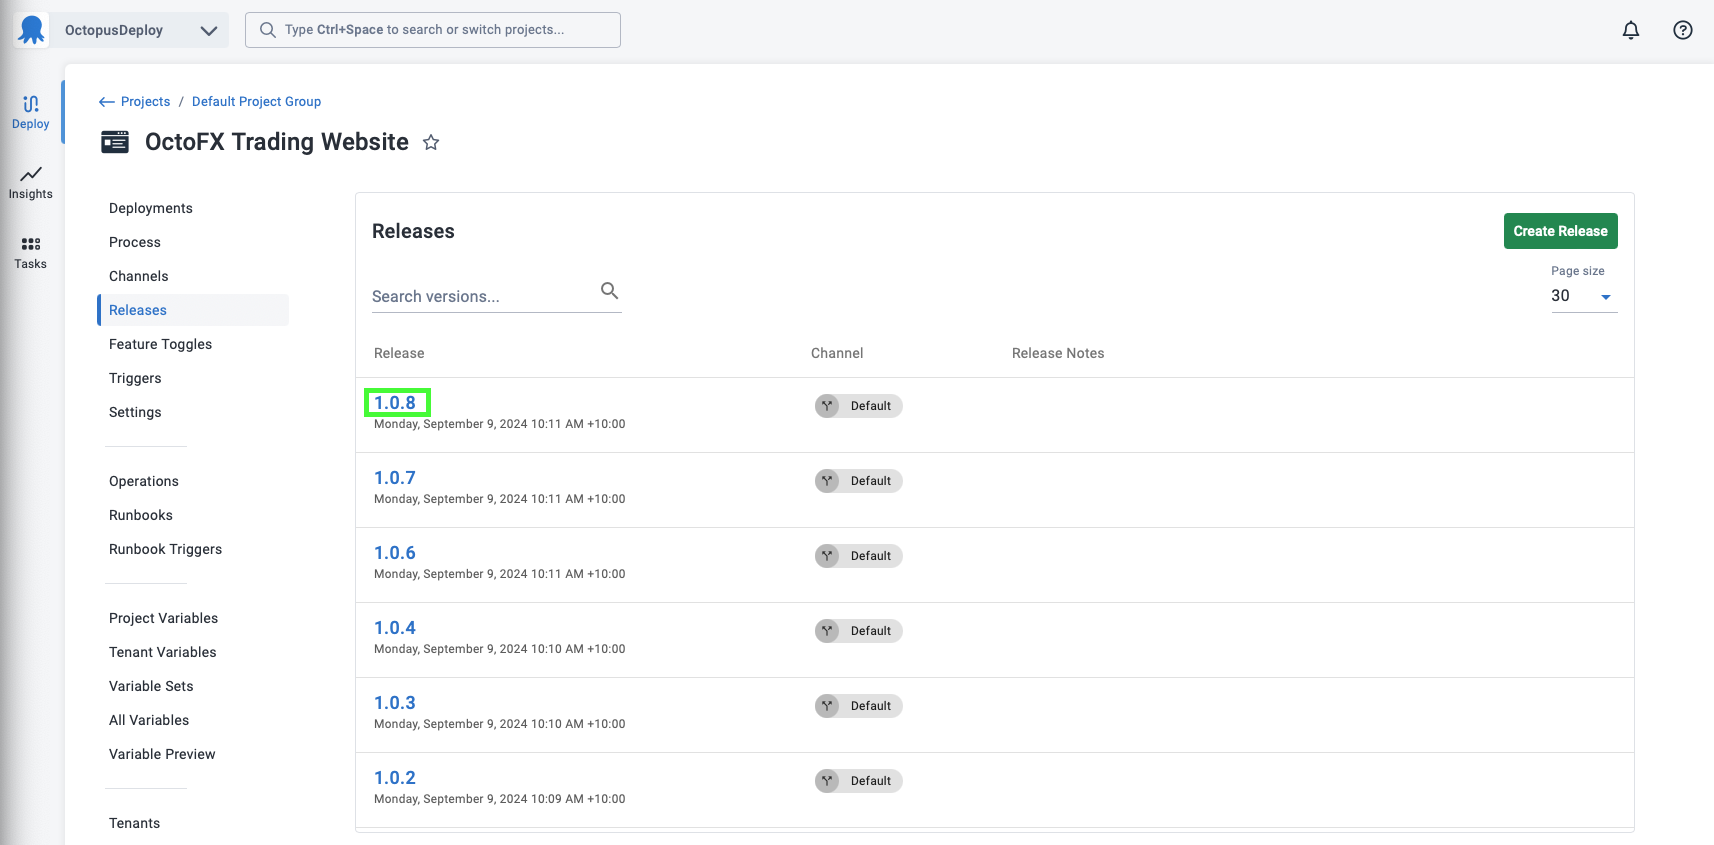 OctopusDeploy
Type Ctrl+Space to search or switch projects...
Deploy
Insights
Tasks
Projects / Default Project Group
OctoFX Trading Website
Deployments
Process
Channels
Releases
Feature Toggles
Triggers
Settings
Operations
Runbooks
Runbook Triggers
Project Variables
Tenant Variables
Variable Sets
All Variables
Variable Preview
Tenants
Releases
Create Release
Search versions...
Page size
30
Release Channel Release Notes
1.0.8 Default
Monday, September 9, 2024 10:11 AM +10:00
1.0.7 Default
Monday, September 9, 2024 10:11 AM +10:00
1.0.6 Default
Monday, September 9, 2024 10:11 AM +10:00
1.0.4 Default
Monday, September 9, 2024 10:10 AM +10:00
1.0.3 Default
Monday, September 9, 2024 10:10 AM +10:00
1.0.2 Default
Monday, September 9, 2024 10:09 AM +10:00